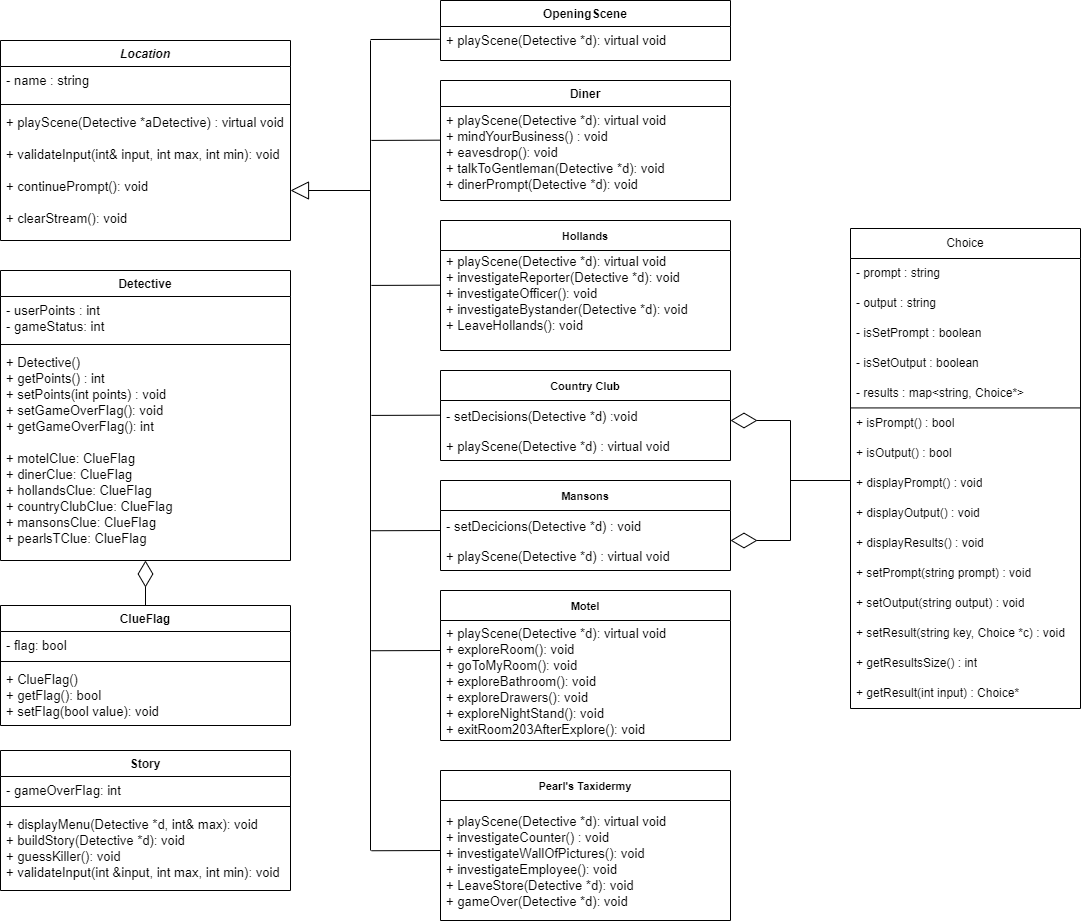 Location
- name : string
+ playScene(Detective *aDetective) : virtual void
+ validateInput(int& input, int max, int min): void
+ continuePrompt(): void
+ clearStream(): void
Detective
- userPoints : int
- gameStatus: int
+ Detective()
+ getPoints() : int
+ setPoints(int points) : void
+ setGameOverFlag(): void
+ getGameOverFlag(): int
+ motelClue: ClueFlag
+ dinerClue: ClueFlag
+ hollandsClue: ClueFlag
+ countryClubClue: ClueFlag
+ mansonsClue: ClueFlag
+ pearlsTClue: ClueFlag
ClueFlag
- flag: bool
+ ClueFlag()
+ getFlag(): bool
+ setFlag(bool value): void
Story
- gameOverFlag: int
+ displayMenu(Detective *d, int& max): void
+ buildStory(Detective *d): void
+ guessKiller(): void
+ validateInput(int &input, int max, int min): void
OpeningScene
+ playScene(Detective *d): virtual void
Diner
+ playScene(Detective *d): virtual void
+ mindYourBusiness() : void
+ eavesdrop(): void
+ talkToGentleman(Detective *d): void
+ dinerPrompt(Detective *d): void
Hollands
+ playScene(Detective *d): virtual void
+ investigateReporter(Detective *d): void
+ investigateOfficer(): void
+ investigateBystander(Detective *d): void
+ LeaveHollands(): void
Country Club
- setDecisions(Detective *d) :void
+ playScene(Detective *d) : virtual void
Mansons
- setDecicions(Detective *d) : void
+ playScene(Detective *d) : virtual void
Motel
+ playScene(Detective *d): virtual void
+ exploreRoom(): void
+ goToMyRoom(): void
+ exploreBathroom(): void
+ exploreDrawers(): void
+ exploreNightStand(): void
+ exitRoom203AfterExplore(): void
Pearl's Taxidermy
+ playScene(Detective *d): virtual void
+ investigateCounter() : void
+ investigateWallOfPictures(): void
+ investigateEmployee(): void
+ LeaveStore(Detective *d): void
+ gameOver(Detective *d): void
Choice
- prompt : string
- output : string
- isSetPrompt : boolean
- isSetOutput : boolean
- results : map<string, Choice*>
+ isPrompt() : bool
+ isOutput() : bool
+ displayPrompt() : void
+ displayOutput() : void
+ displayResults() : void
+ setPrompt(string prompt) : void
+ setOutput(string output) : void
+ setResult(string key, Choice *c) : void
+ getResultsSize() : int
+ getResult(int input) : Choice*